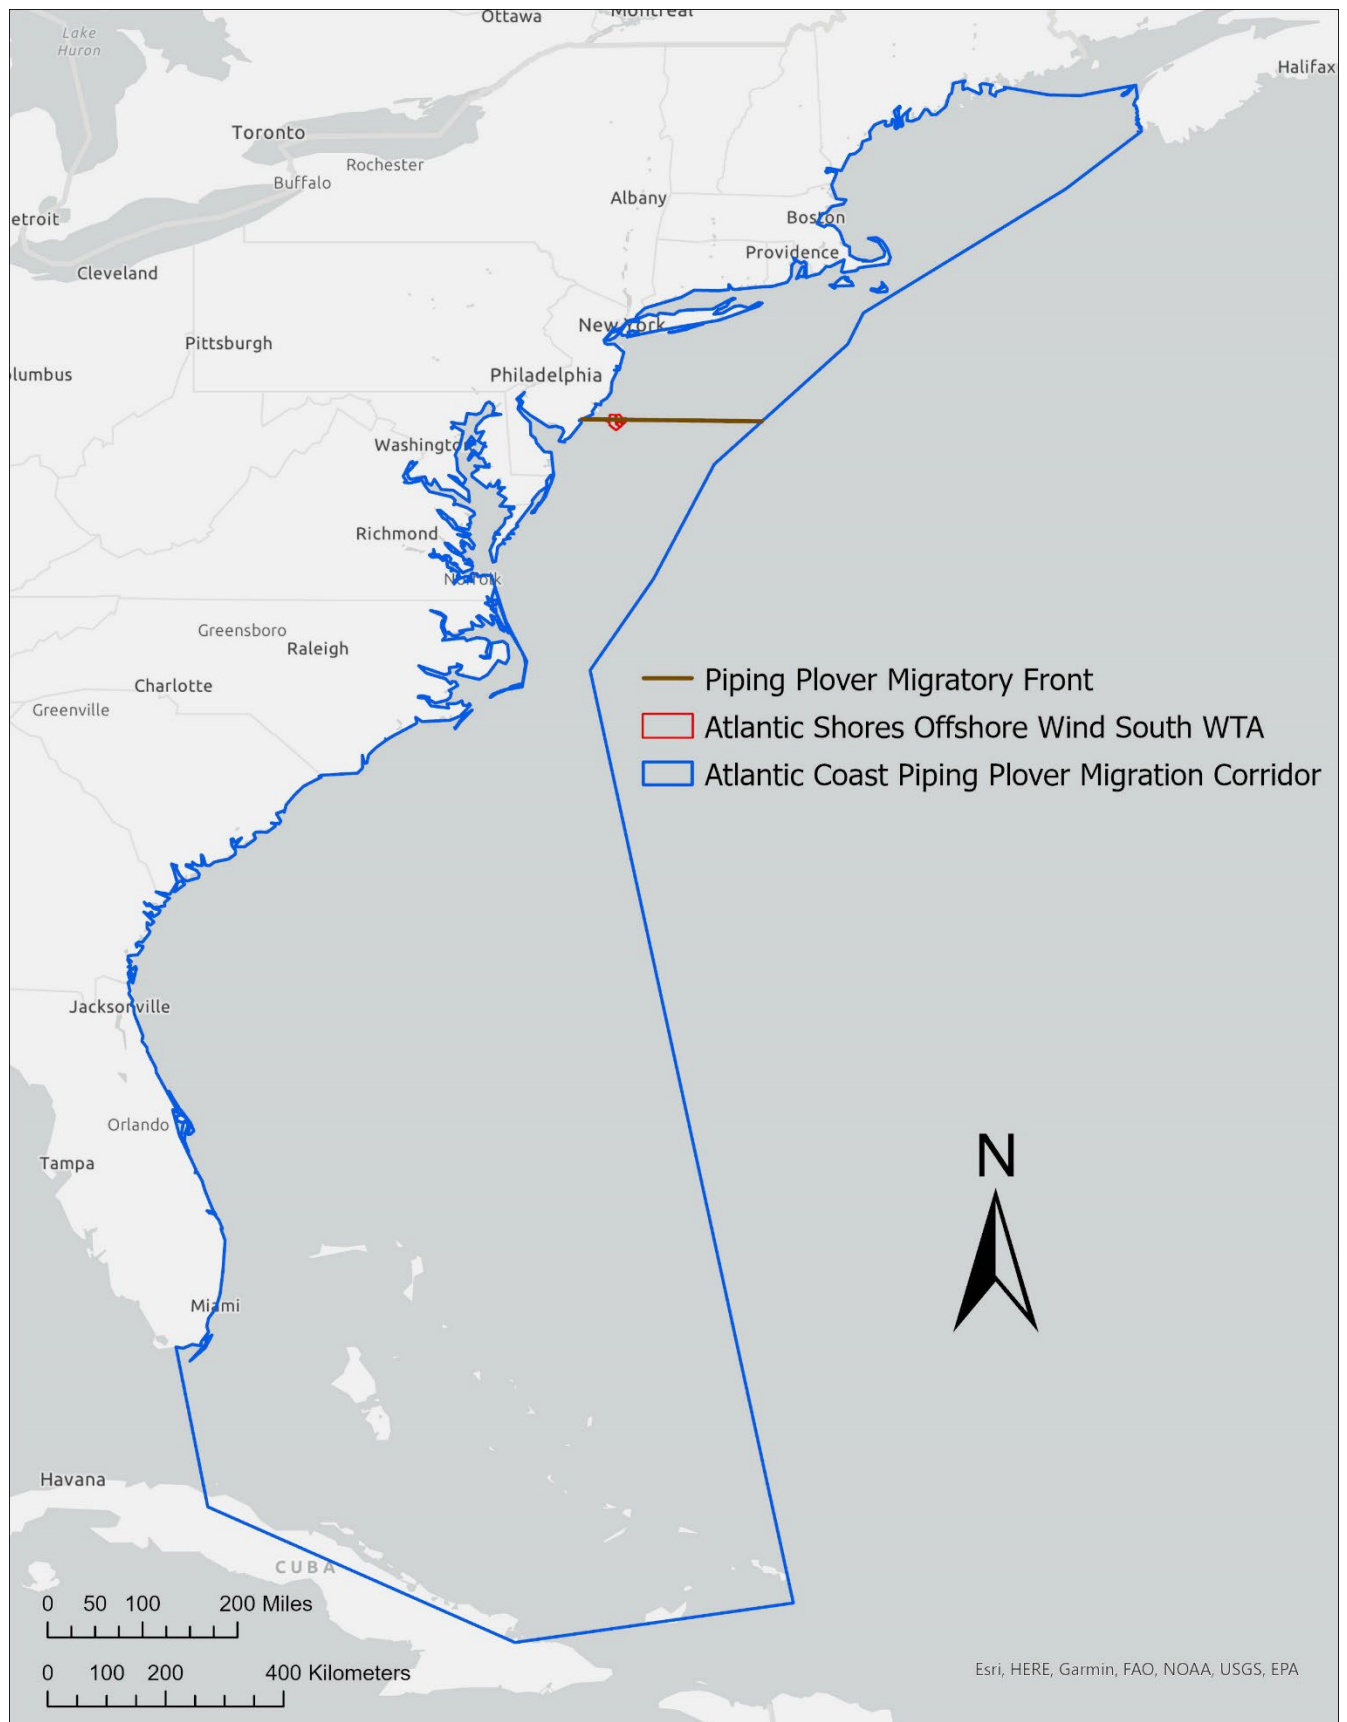 Ottawa
Montreal
Lake
Huron
Halifax
Toronto
Rochester
Buffalo
Albany
etroit
Boston
Providence
Cleveland
New York
Pittsburgh
olumbus
Philadelphia
Washington
Richmond
Norfolk
Greensboro
Raleigh
Charlotte
Greenville
Piping Plover Migratory Front
Atlantic Shores Offshore Wind South WTA
Atlantic Coast Piping Plover Migration Corridor
Jacksonville
Orlando
Tampa
N
Miami
Havana
CUBA
0 50 100 200 Miles
0 100 200 400 Kilometers
Esri, HERE, Garmin, FAO, NOAA, USGS, EPA